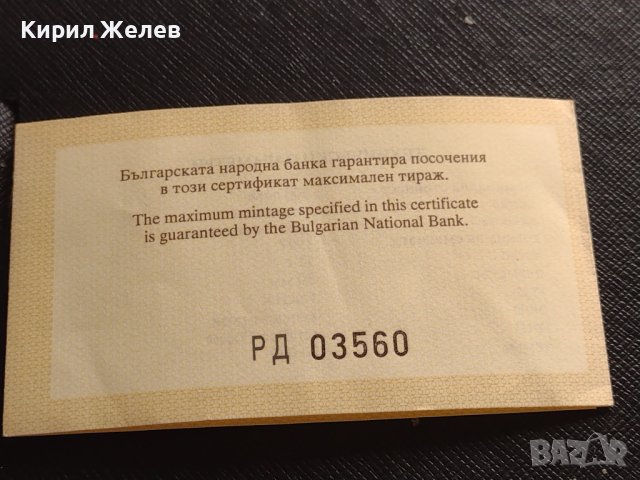 Кирил Желев
Българската народна банка гарантира посочения
в този сертификат максимален тираж.
The maximum mintage specified in this certificate
is guaranteed by the Bulgarian National Bank.
РД 03560
BAZAR